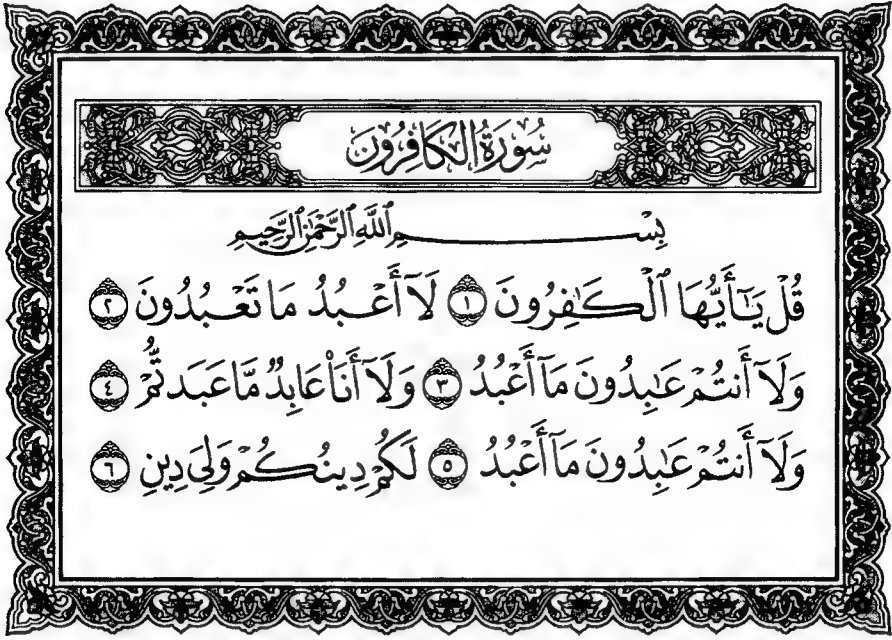 سُورَةُ الْكَافِرُونَ
بِسْمِ ٱللَّهِ ٱلرَّحْمَٰنِ ٱلرَّحِيمِ
قُلْ يَٰٓأَيُّهَا ٱلْكَٰفِرُونَ ١ لَآ أَعْبُدُ مَا تَعْبُدُونَ ٢
وَلَآ أَنتُمْ عَٰبِدُونَ مَآ أَعْبُدُ ٣ وَلَآ أَنَا۠ عَابِدٌ مَّا عَبَدتُّمْ ٤
وَلَآ أَنتُمْ عَٰبِدُونَ مَآ أَعْبُدُ ٥ لَكُمْ دِينُكُمْ وَلِىَ دِينِ ٦